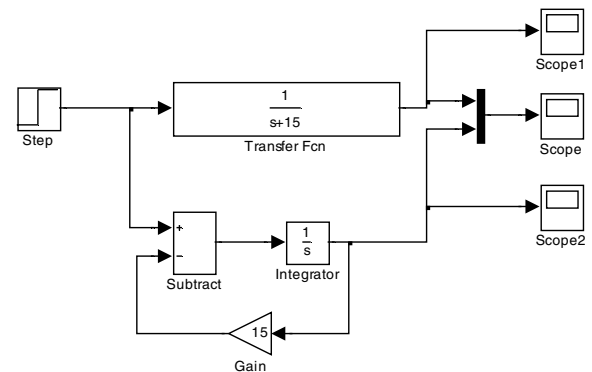 Scope1
1
s+15
Transfer Fcn
Step
Scope
+
−
Subtract
1
s
Integrator
Scope2
15
Gain